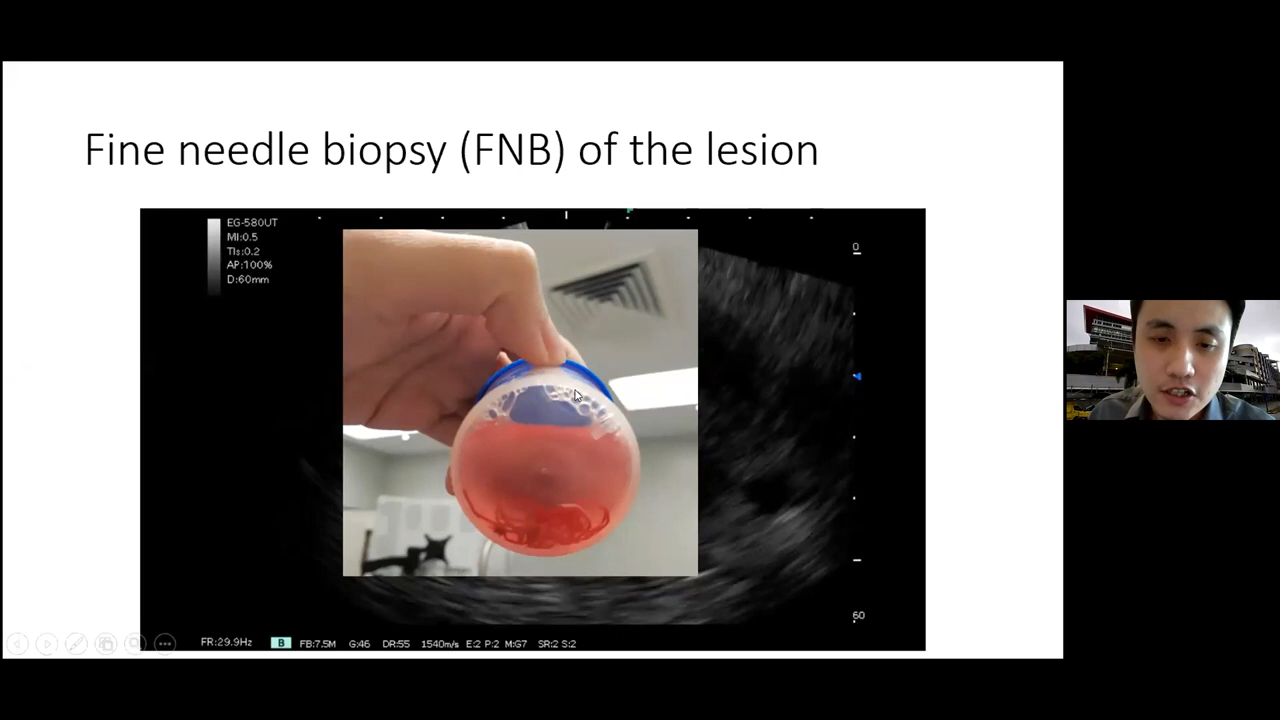 Fine needle biopsy (FNB) of the lesion
EG-580UT
MI:0.5
TIs:0.2
AP:100%
D:60mm
0
60
FR:29.9Hz B FB:7.5M G:46 DR:55 1540m/s E:2 P:2 M:G7 SR:2 S:2